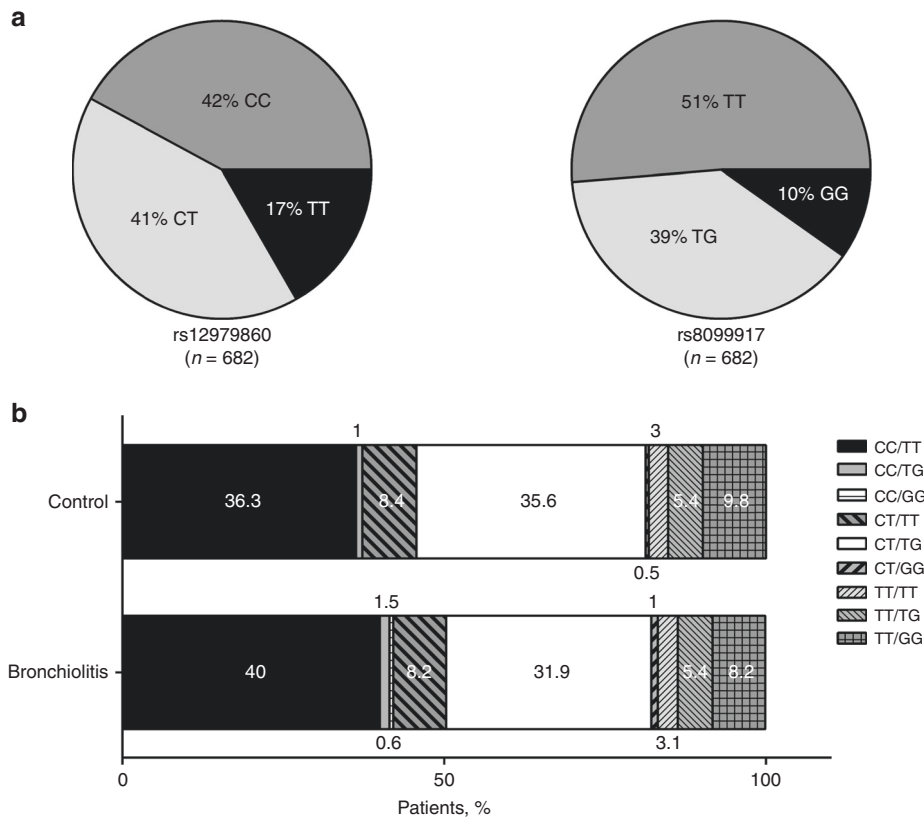 a
42% CC
41% CT
17% TT
rs12979860
(n = 682)
51% TT
39% TG
10% GG
rs8099917
(n = 682)
b
1
3
Control
36.3
8.4
35.6
5.4
9.8
0.5
1.5
1
Bronchiolitis
40
8.2
31.9
5.4
8.2
0.6
3.1
0
50
100
Patients, %
CC/TT
CC/TG
CC/GG
CT/TT
CT/TG
CT/GG
TT/TT
TT/TG
TT/GG